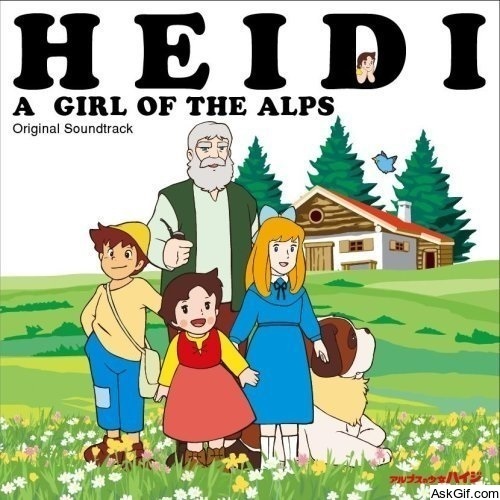 HEIDI
A GIRL OF THE ALPS
Original Soundtrack
アルプスの少女ハイジ
AskGif.com